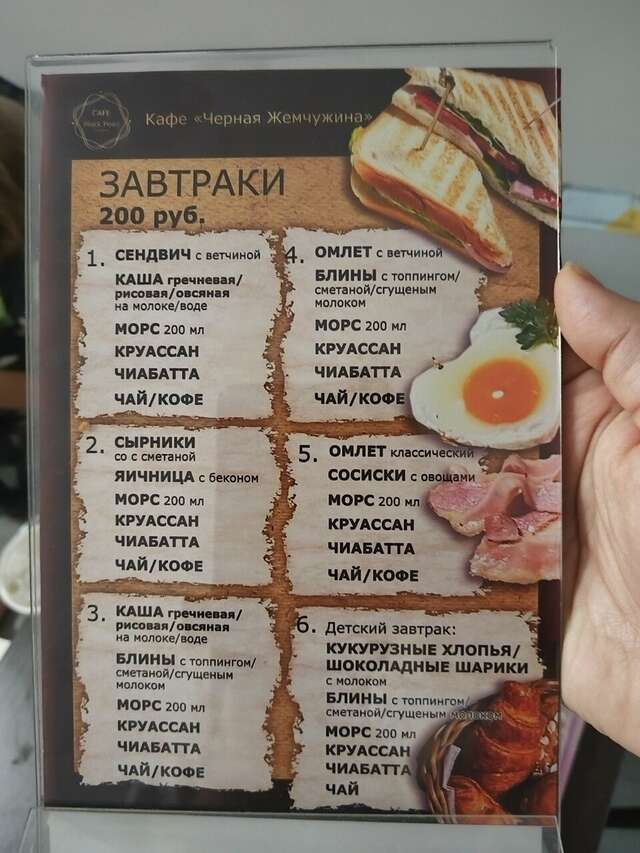 CAFE
Black Pearl
Кафе «Черная Жемчужина»
ЗАВТРАКИ
200 руб.
1. СЕНДВИЧ с ветчиной
КАША гречневая/
рисовая/овсяная
на молоке/воде
МОРС 200 мл
КРУАССАН
ЧИАБАТТА
ЧАЙ/КОФЕ
2. СЫРНИКИ
со с сметаной
ЯИЧНИЦА с беконом
МОРС 200 мл
КРУАССАН
ЧИАБАТТА
ЧАЙ/КОФЕ
3. КАША гречневая/
рисовая/овсяная
на молоке/воде
БЛИНЫ с топпингом/
сметаной/сгущеным
молоком
МОРС 200 мл
КРУАССАН
ЧИАБАТТА
ЧАЙ/КОФЕ
4. ОМЛЕТ с ветчиной
БЛИНЫ с топпингом/
сметаной/сгущеным
молоком
МОРС 200 мл
КРУАССАН
ЧИАБАТТА
ЧАЙ/КОФЕ
5. ОМЛЕТ классический
СОСИСКИ с овощами
МОРС 200 мл
КРУАССАН
ЧИАБАТТА
ЧАЙ/КОФЕ
6. Детский завтрак:
КУКУРУЗНЫЕ ХЛОПЬЯ/
ШОКОЛАДНЫЕ ШАРИКИ
с молоком
БЛИНЫ с топпингом/
сметаной/сгущеным молоком
МОРС 200 мл
КРУАССАН
ЧИАБАТТА
ЧАЙ